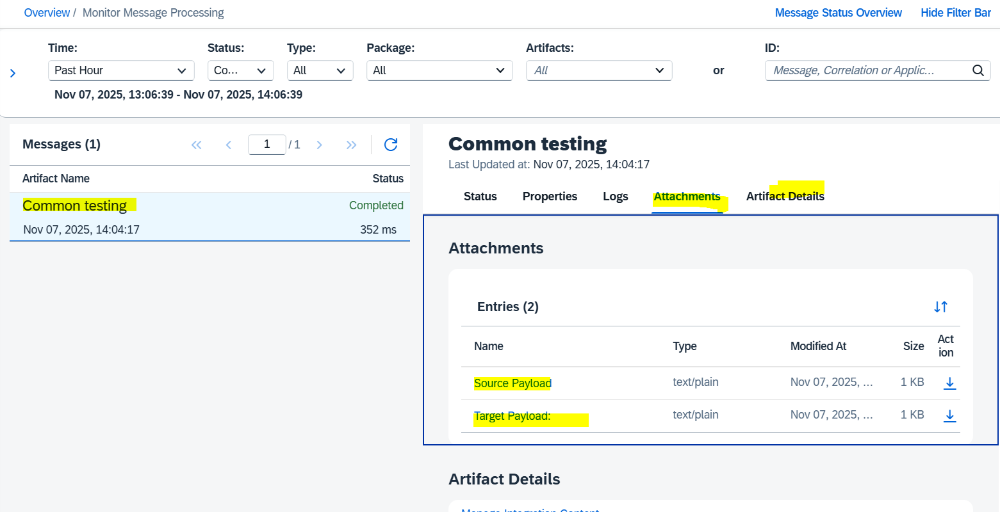 Overview / Monitor Message Processing
Message Status Overview Hide Filter Bar
Time: Status: Type: Package: Artifacts: ID:
Past Hour Co... All All All or Message, Correlation or Applic...
Nov 07, 2025, 13:06:39 - Nov 07, 2025, 14:06:39
Messages (1) 1 / 1
Artifact Name Status
Common testing Completed
Nov 07, 2025, 14:04:17 352 ms
Common testing
Last Updated at: Nov 07, 2025, 14:04:17
Status Properties Logs Attachments Artifact Details
Attachments
Entries (2)
Name Type Modified At Size Act
ion
Source Payload text/plain Nov 07, 2025, ... 1 KB
Target Payload: text/plain Nov 07, 2025, ... 1 KB
Artifact Details
Manage Integration Content